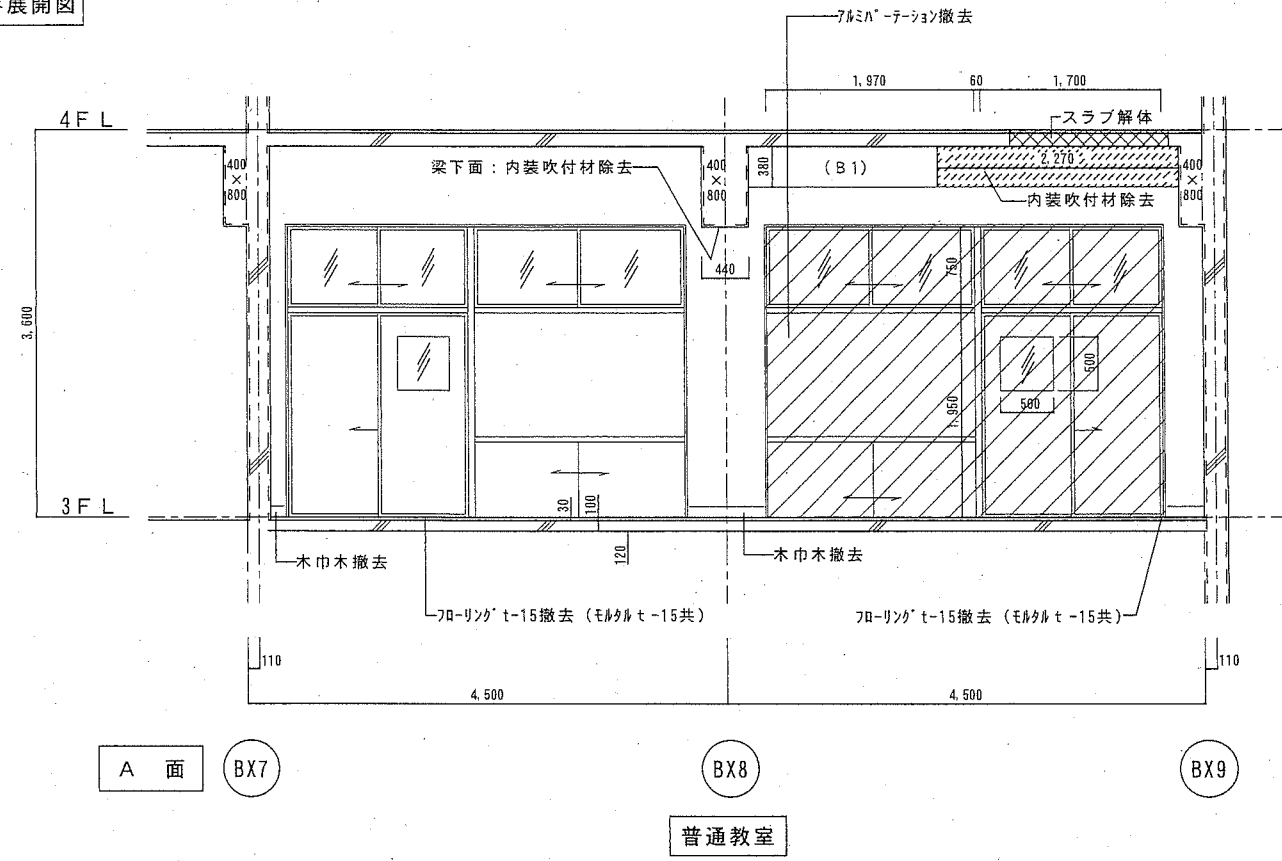 展開図
アルミパーテーション撤去
1,970
60
1,700
4FL
スラブ解体
400
×
800
梁下面：内装吹付材除去
400
×
800
380
(B1)
2,270
400
×
800
内装吹付材除去
440
750
3,600
500
500
1,950
30
100
3FL
120
木巾木撤去
木巾木撤去
フローリング t-15撤去 (モルタル t-15共)
フローリング t-15撤去 (モルタル t-15共)
110
110
4,500
4,500
A 面
BX7
BX8
BX9
普通教室